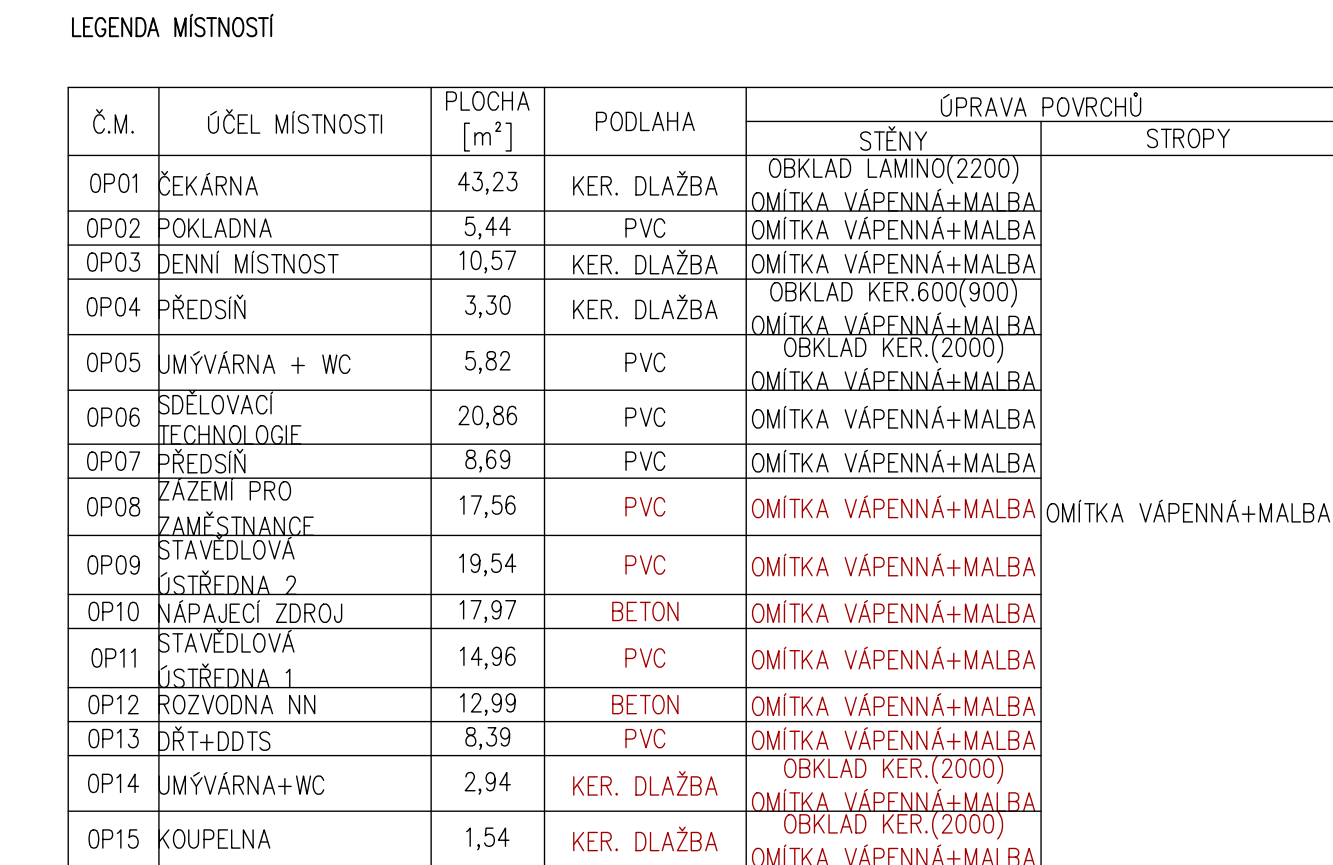 LEGENDA MÍSTNOSTÍ
Č.M. ÚČEL MÍSTNOSTI PLOCHA [m²] PODLAHA ÚPRAVA POVRCHŮ
STĚNY STROPY
0P01 ČEKÁRNA 43,23 KER. DLAŽBA OBKLAD LAMINO(2200)
OMÍTKA VÁPENNÁ+MALBA
0P02 POKLADNA 5,44 PVC OMÍTKA VÁPENNÁ+MALBA
0P03 DENNÍ MÍSTNOST 10,57 KER. DLAŽBA OMÍTKA VÁPENNÁ+MALBA
0P04 PŘEDSÍŇ 3,30 KER. DLAŽBA OBKLAD KER.600(900)
OMÍTKA VÁPENNÁ+MALBA
0P05 UMÝVÁRNA + WC 5,82 PVC OBKLAD KER.(2000)
OMÍTKA VÁPENNÁ+MALBA
0P06 SDĚLOVACÍ
TECHNOLOGIE 20,86 PVC OMÍTKA VÁPENNÁ+MALBA
0P07 PŘEDSÍŇ 8,69 PVC OMÍTKA VÁPENNÁ+MALBA
0P08 ZÁZEMÍ PRO
ZAMĚSTNANCE 17,56 PVC OMÍTKA VÁPENNÁ+MALBA OMÍTKA VÁPENNÁ+MALBA
0P09 STAVĚDLOVÁ
ÚSTŘEDNA 2 19,54 PVC OMÍTKA VÁPENNÁ+MALBA
0P10 NÁPAJECÍ ZDROJ 17,97 BETON OMÍTKA VÁPENNÁ+MALBA
0P11 STAVĚDLOVÁ
ÚSTŘEDNA 1 14,96 PVC OMÍTKA VÁPENNÁ+MALBA
0P12 ROZVODNA NN 12,99 BETON OMÍTKA VÁPENNÁ+MALBA
0P13 DŘT+DDTS 8,39 PVC OMÍTKA VÁPENNÁ+MALBA
0P14 UMÝVÁRNA+WC 2,94 KER. DLAŽBA OBKLAD KER.(2000)
OMÍTKA VÁPENNÁ+MALBA
0P15 KOUPELNA 1,54 KER. DLAŽBA OBKLAD KER.(2000)
OMÍTKA VÁPENNÁ+MALBA